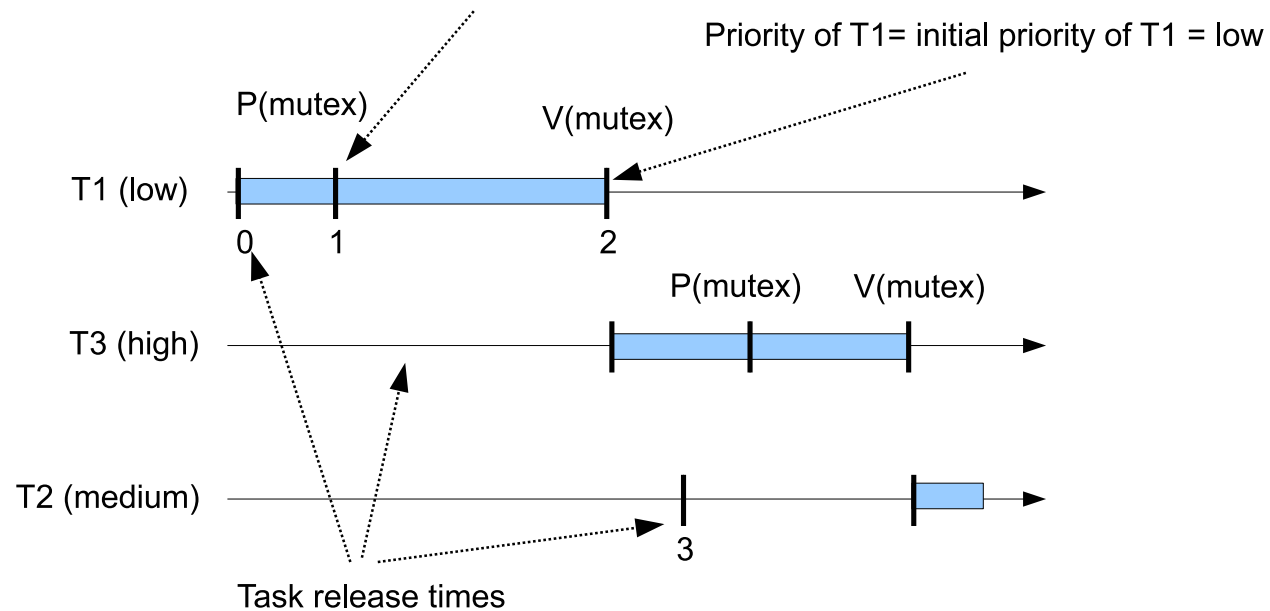 Priority of T1= initial priority of T1 = low
P(mutex)
V(mutex)
T1 (low)
0
1
2
P(mutex)
V(mutex)
T3 (high)
T2 (medium)
3
Task release times